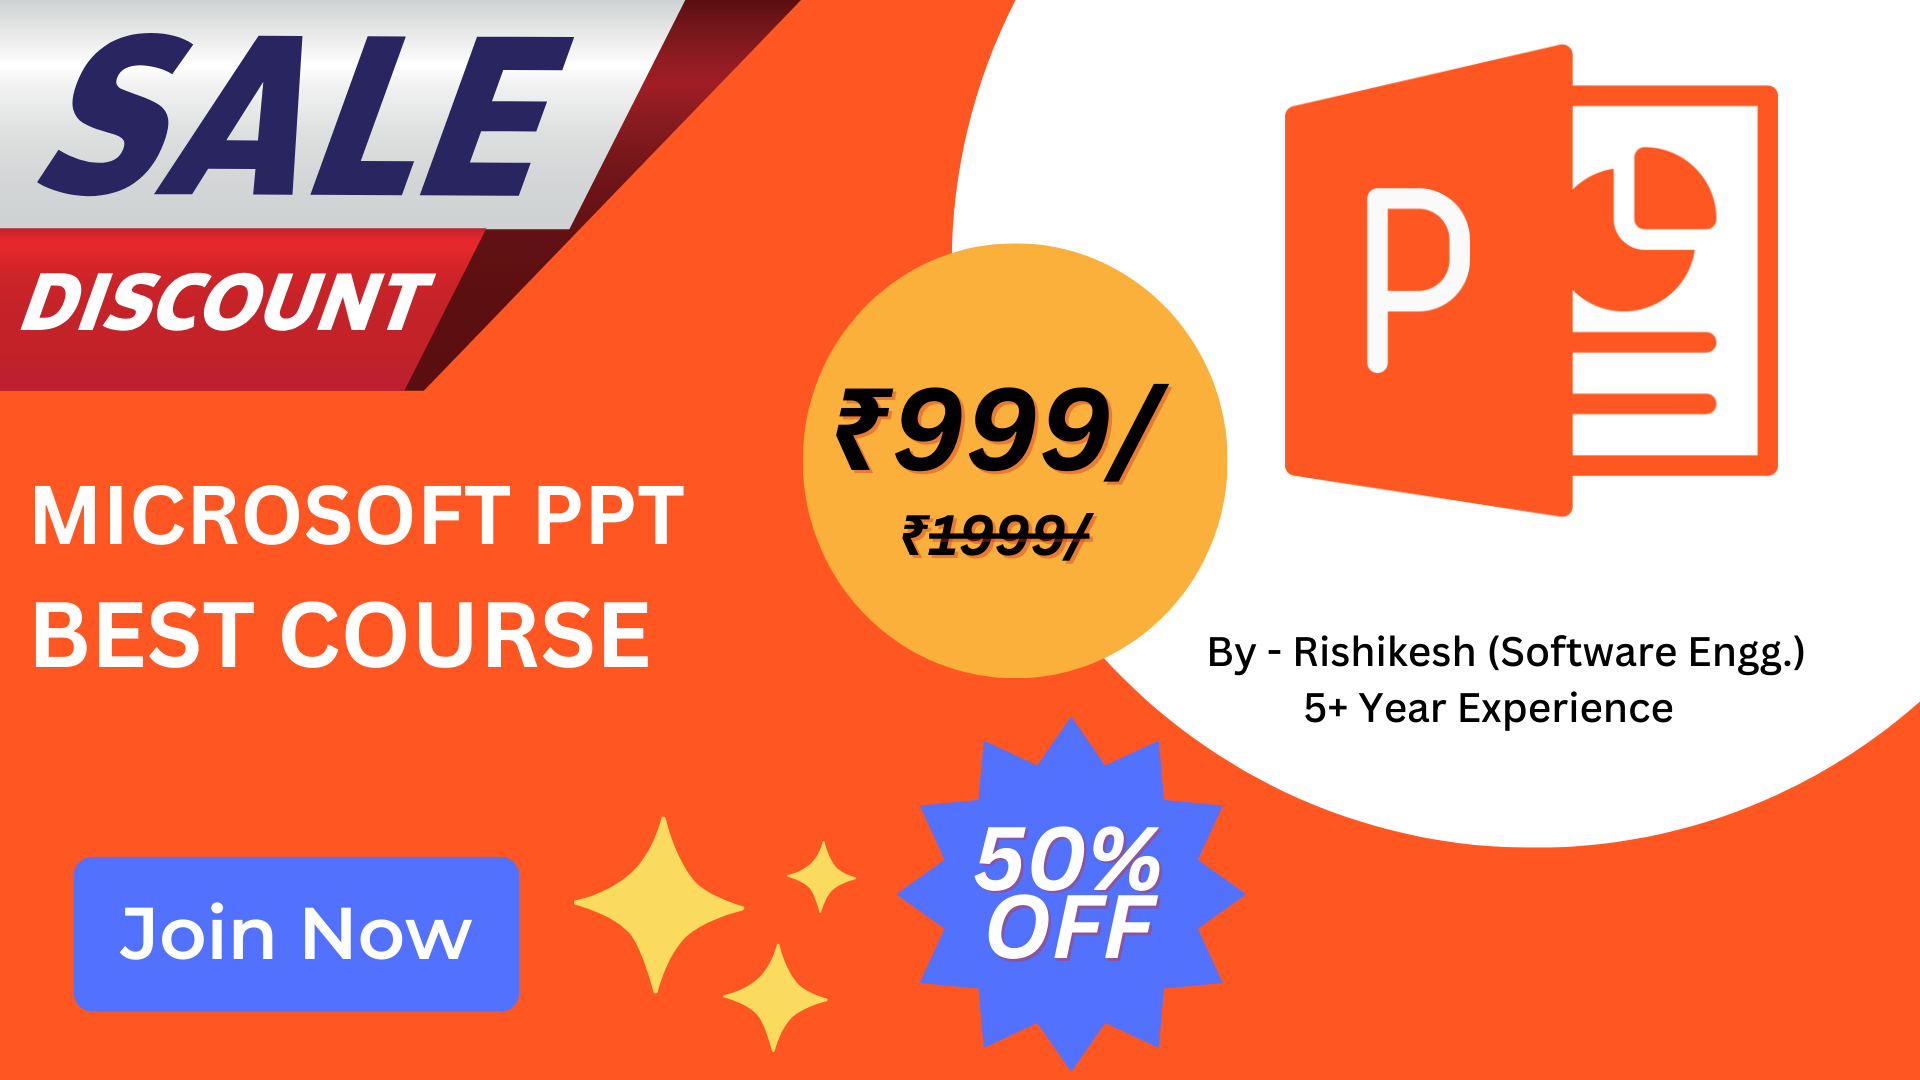 SALE
DISCOUNT
P
₹999/
₹1999/
MICROSOFT PPT
BEST COURSE
By - Rishikesh (Software Engg.)
5+ Year Experience
50%
OFF
Join Now